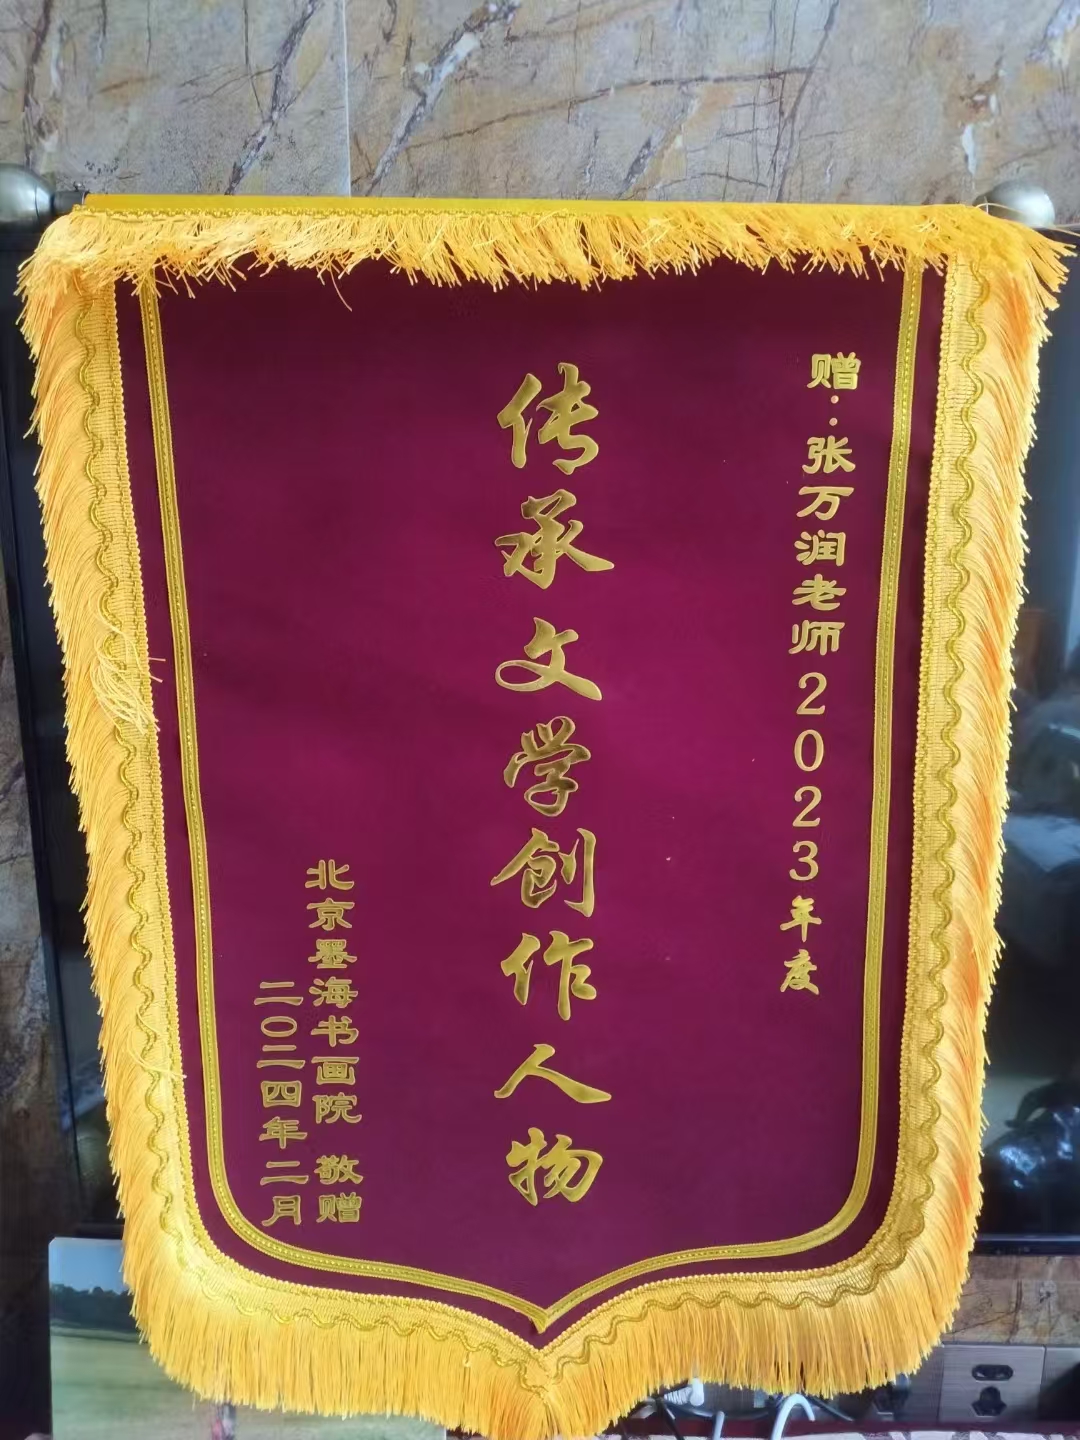 赠：张万润老师2023年度
传承文学创作人物
北京墨海书画院 敬赠
二〇二四年二月